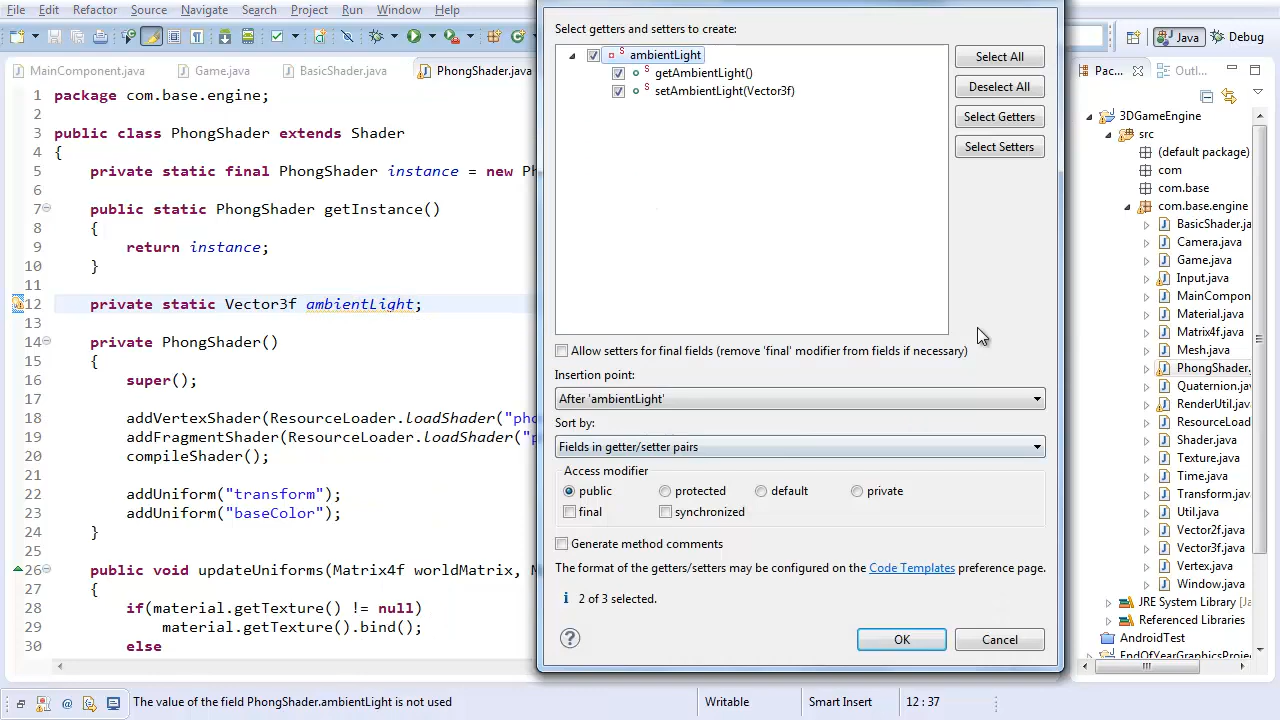 File Edit Refactor Source Navigate Search Project Run Window Help
Java Debug
MainComponent.java Game.java BasicShader.java PhongShader.java
1 package com.base.engine;
2
3 public class PhongShader extends Shader
4 {
5 private static final PhongShader instance = new
6
7 public static PhongShader getInstance()
8 {
9 return instance;
10 }
11
12 private static Vector3f ambientLight;
13
14 private PhongShader()
15 {
16 super();
17
18 addVertexShader(ResourceLoader.loadShader("pho
19 addFragmentShader(ResourceLoader.loadShader("p
20 compileShader();
21
22 addUniform("transform");
23 addUniform("baseColor");
24 }
25
26 public void updateUniforms(Matrix4f worldMatrix,
27 {
28 if(material.getTexture() != null)
29 material.getTexture().bind();
30 else
Select getters and setters to create:
ambientLight
getAmbientLight()
setAmbientLight(Vector3f)
Select All
Deselect All
Select Getters
Select Setters
Allow setters for final fields (remove 'final' modifier from fields if necessary)
Insertion point:
After 'ambientLight'
Sort by:
Fields in getter/setter pairs
Access modifier
public protected default private
final synchronized
Generate method comments
The format of the getters/setters may be configured on the Code Templates preference page.
i 2 of 3 selected.
? OK Cancel
Pac... Outl...
3DGameEngine
src
(default package)
com
com.base
com.base.engine
BasicShader.ja
Camera.java
Game.java
Input.java
MainCompon
Material.java
Matrix4f.java
Mesh.java
PhongShader.
Quaternion.jav
RenderUtil.jav
ResourceLoad
Shader.java
Texture.java
Time.java
Transform.jav
Util.java
Vector2f.java
Vector3f.java
Vertex.java
Window.java
JRE System Library [Ja
Referenced Libraries
AndroidTest
EndOfYearGraphicsProje
The value of the field PhongShader.ambientLight is not used Writable Smart Insert 12 : 37